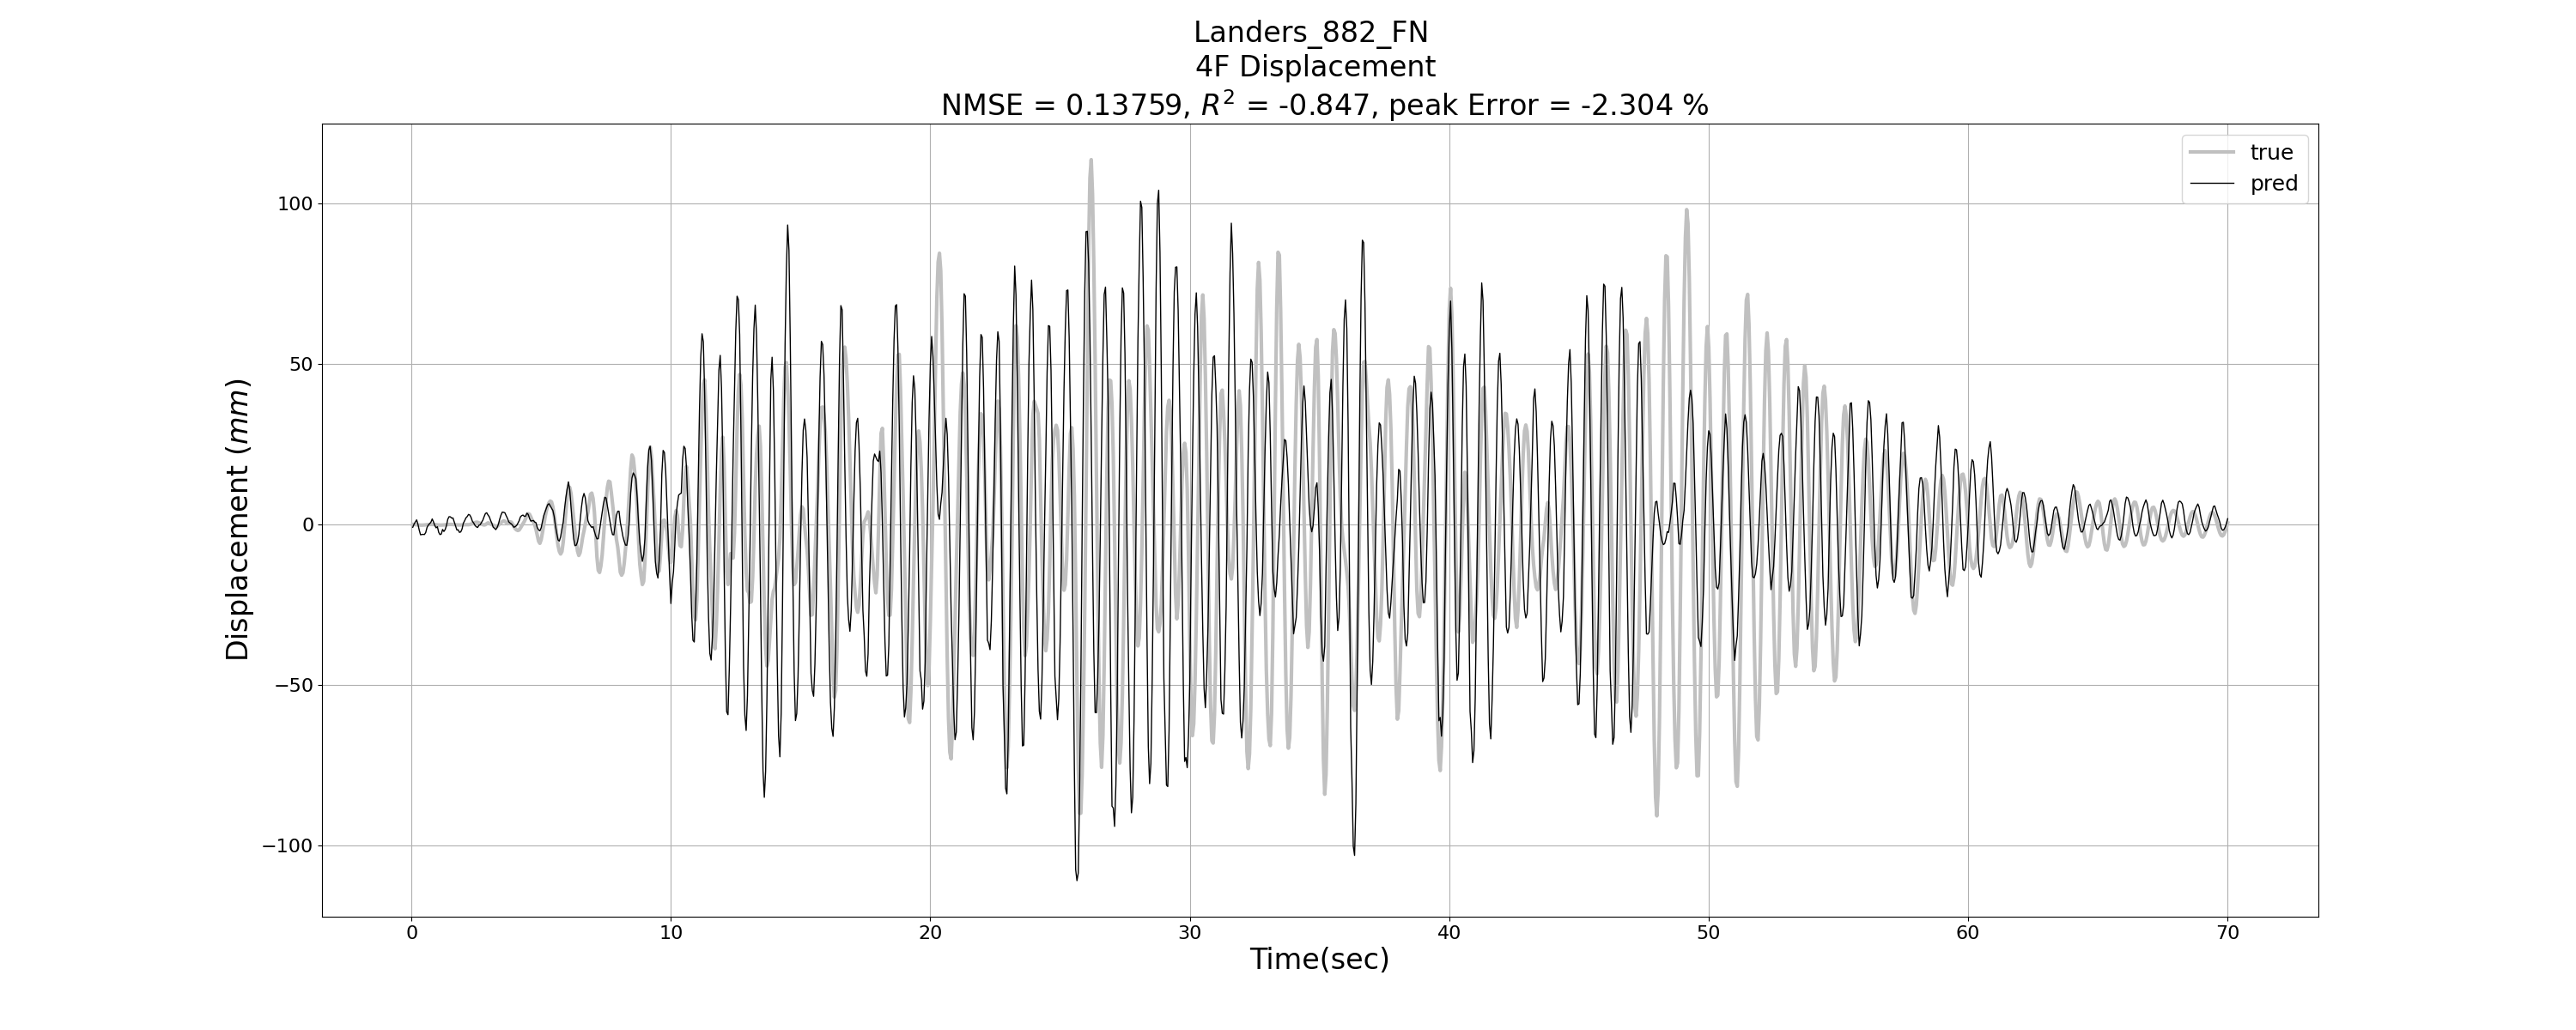 Landers_882_FN
4F Displacement
NMSE = 0.13759, R² = -0.847, peak Error = -2.304 %
true
pred
Displacement (mm)
100
50
0
−50
−100
0 10 20 30 40 50 60 70
Time(sec)